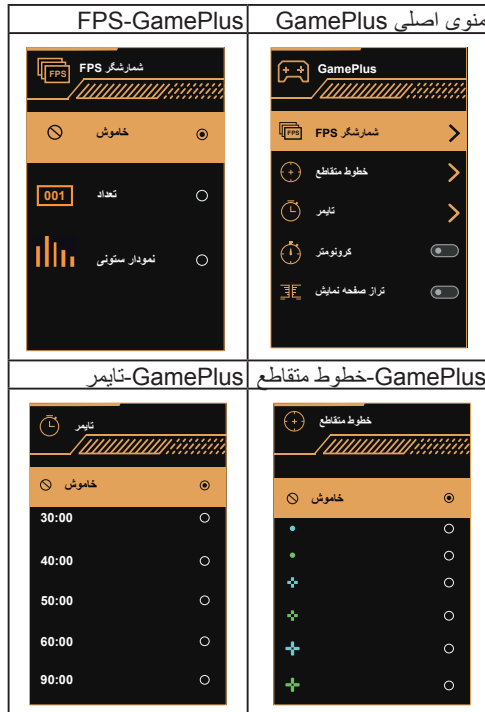 منوی اصلی GamePlus
FPS-GamePlus
GamePlus
شمارشگر FPS
خطوط متقاطع
تایمر
کرونومتر
تراز صفحه نمایش
FPS
شمارشگر FPS
خاموش
001
تعداد
نمودار ستونی
GamePlus-خطوط متقاطع
GamePlus-تایمر
خطوط متقاطع
خاموش
تایمر
خاموش
30:00
40:00
50:00
60:00
90:00